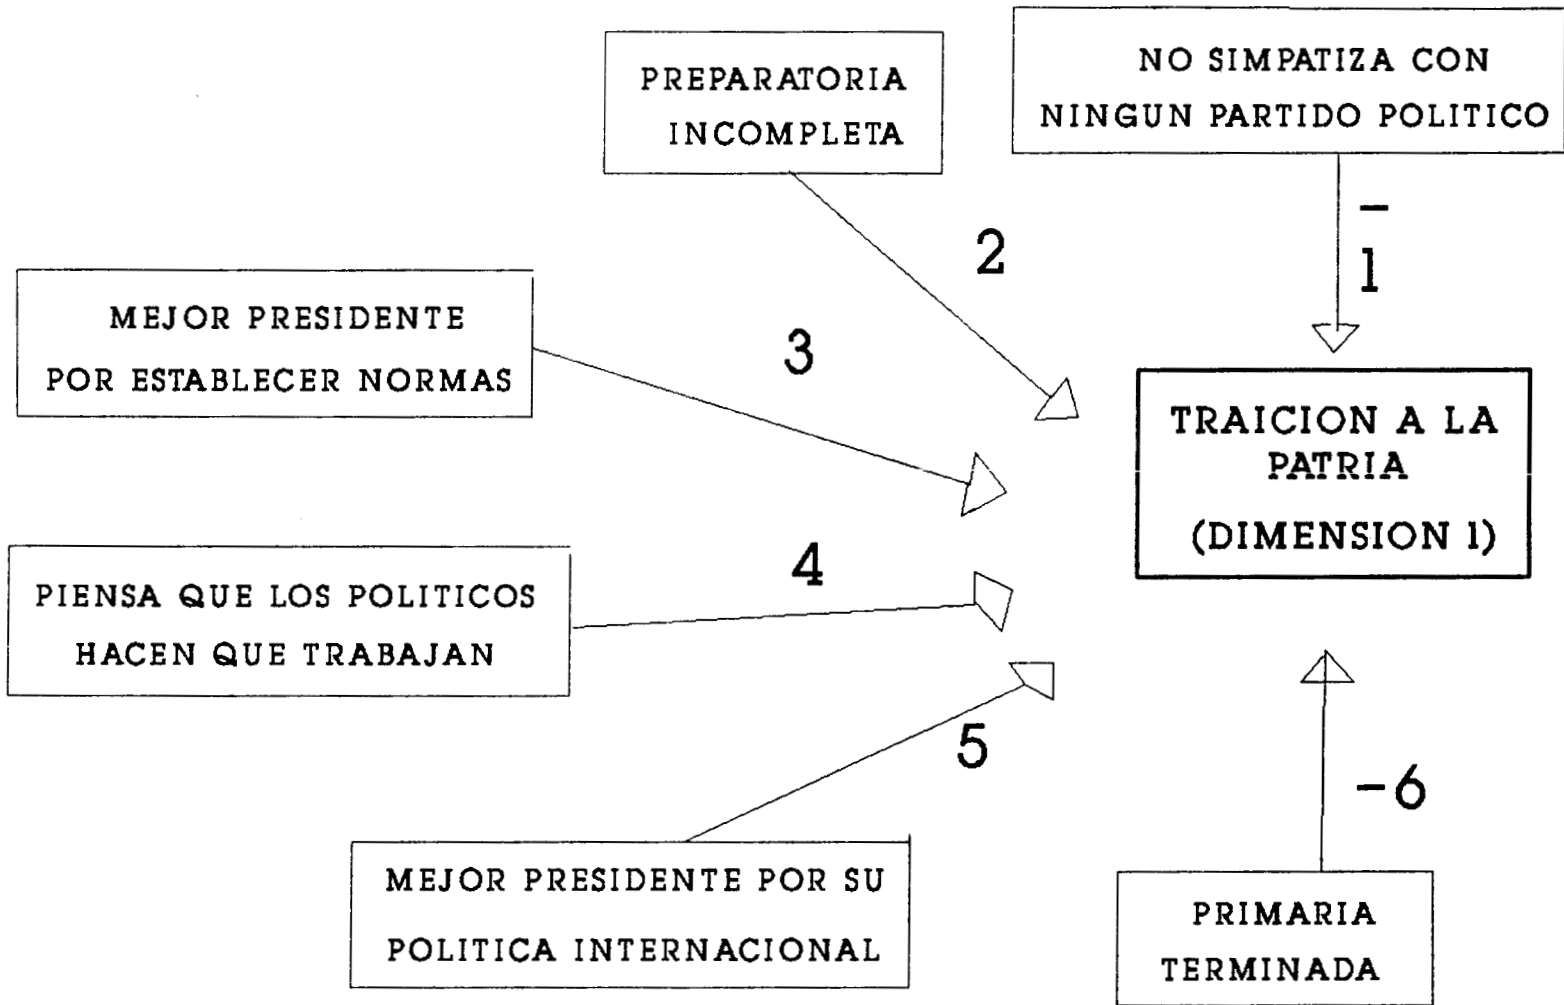 PREPARATORIA
INCOMPLETA
NO SIMPATIZA CON
NINGUN PARTIDO POLITICO
2
–
1
MEJOR PRESIDENTE
POR ESTABLECER NORMAS
3
TRAICION A LA
PATRIA
(DIMENSION 1)
PIENSA QUE LOS POLITICOS
HACEN QUE TRABAJAN
4
5
-6
MEJOR PRESIDENTE POR SU
POLITICA INTERNACIONAL
PRIMARIA
TERMINADA